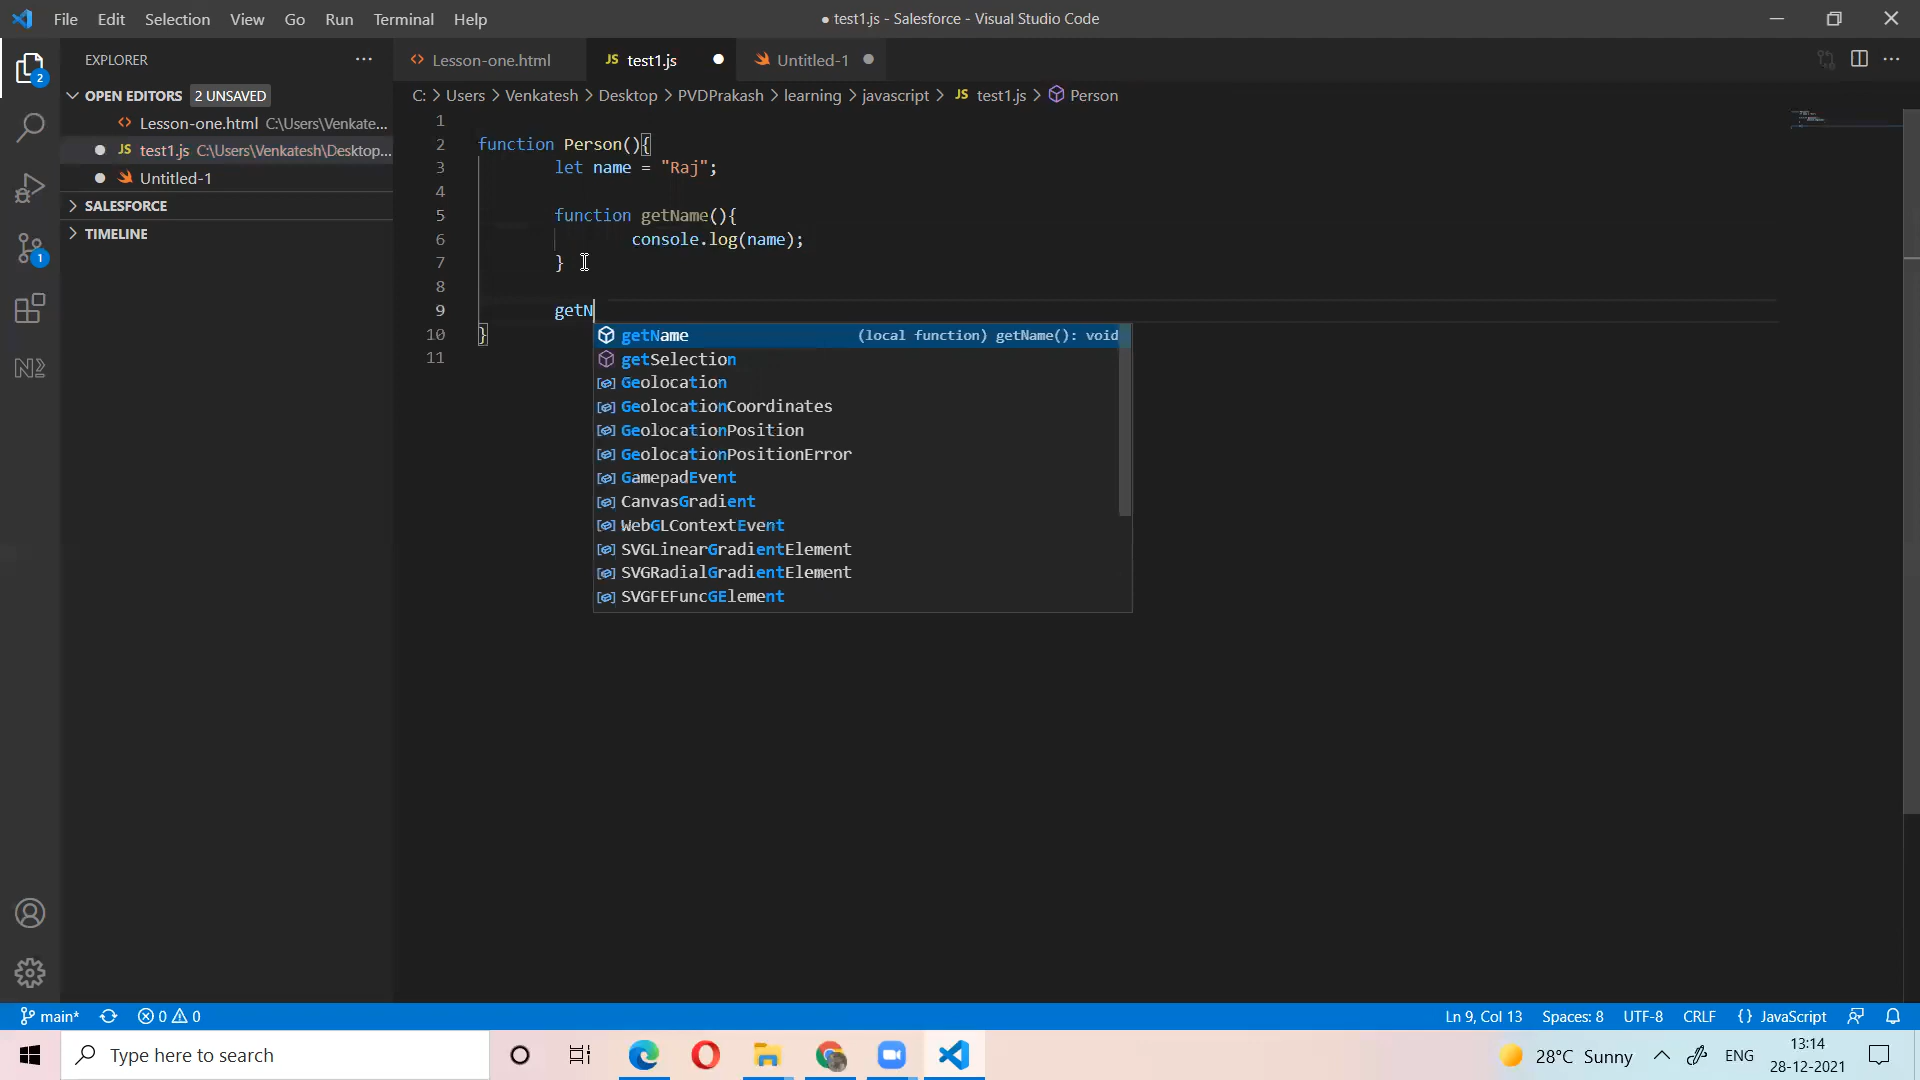 File Edit Selection View Go Run Terminal Help
● test1.js - Salesforce - Visual Studio Code
EXPLORER
OPEN EDITORS 2 UNSAVED
Lesson-one.html C:\Users\Venkate...
JS test1.js C:\Users\Venkatesh\Desktop...
Untitled-1
SALESFORCE
TIMELINE
2
1
Lesson-one.html
JS test1.js
Untitled-1
C: > Users > Venkatesh > Desktop > PVDPrakash > learning > javascript > JS test1.js > Person
1
2 function Person(){
3 let name = "Raj";
4
5 function getName(){
6 console.log(name);
7 }
8
9 getN
10 }
11
getName (local function) getName(): void
getSelection
Geolocation
GeolocationCoordinates
GeolocationPosition
GeolocationPositionError
GamepadEvent
CanvasGradient
WebGLContextEvent
SVGLinearGradientElement
SVGRadialGradientElement
SVGFEFuncGElement
main* 0 0
Ln 9, Col 13 Spaces: 8 UTF-8 CRLF {} JavaScript
Type here to search
28°C Sunny ENG 13:14
28-12-2021